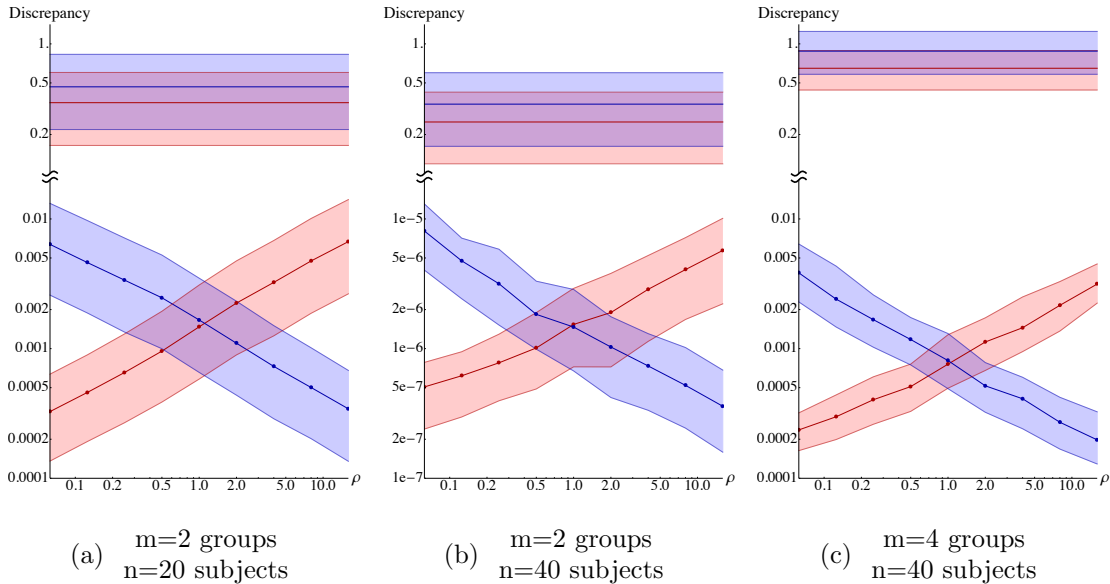 Discrepancy
1.
0.5
0.2
0.01
0.005
0.002
0.001
0.0005
0.0002
0.0001
0.1 0.2 0.5 1.0 2.0 5.0 10.0 ρ
(a) m=2 groups
n=20 subjects
Discrepancy
1.
0.5
0.2
1e-5
5e-6
2e-6
1e-6
5e-7
2e-7
1e-7
0.1 0.2 0.5 1.0 2.0 5.0 10.0 ρ
(b) m=2 groups
n=40 subjects
Discrepancy
1.
0.5
0.2
0.01
0.005
0.002
0.001
0.0005
0.0002
0.0001
0.1 0.2 0.5 1.0 2.0 5.0 10.0 ρ
(c) m=4 groups
n=40 subjects